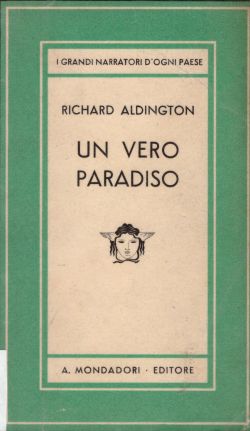 I GRANDI NARRATORI D'OGNI PAESE
RICHARD ALDINGTON
UN VERO
PARADISO
A. MONDADORI · EDITORE